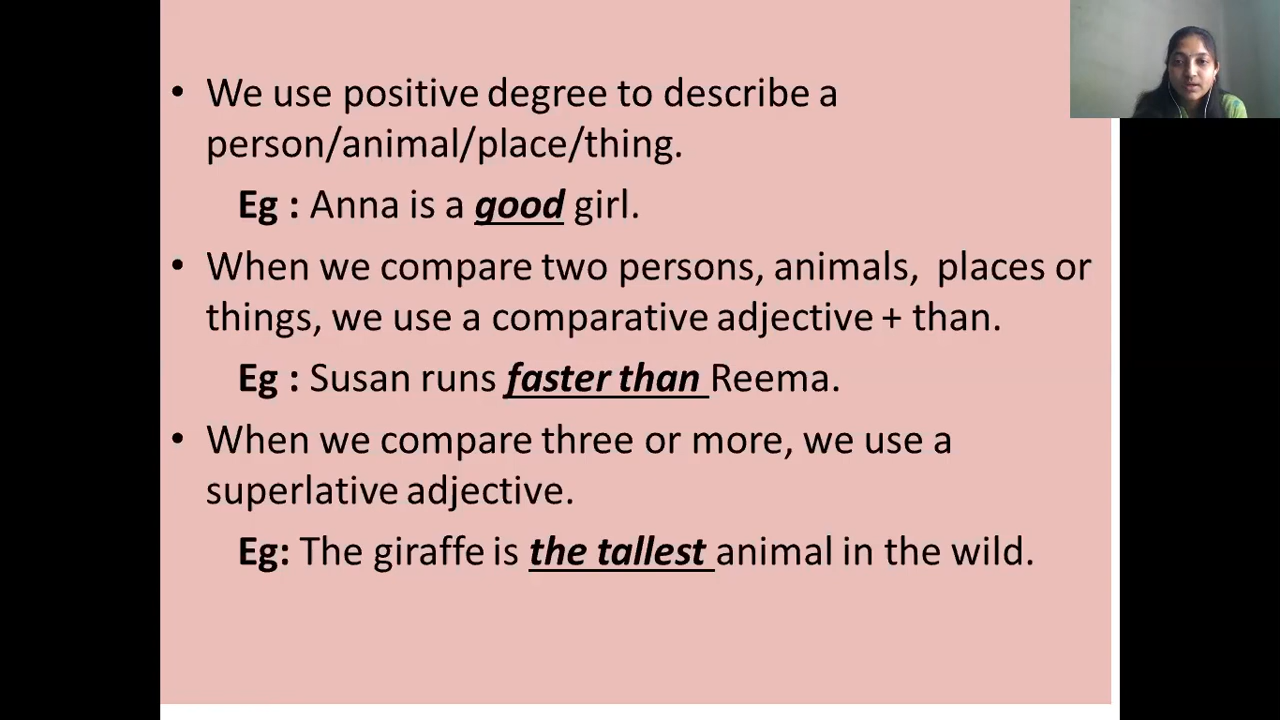 • We use positive degree to describe a
person/animal/place/thing.
Eg : Anna is a good girl.
• When we compare two persons, animals,  places or
things, we use a comparative adjective + than.
Eg : Susan runs faster than Reema.
• When we compare three or more, we use a
superlative adjective.
Eg: The giraffe is the tallest animal in the wild.